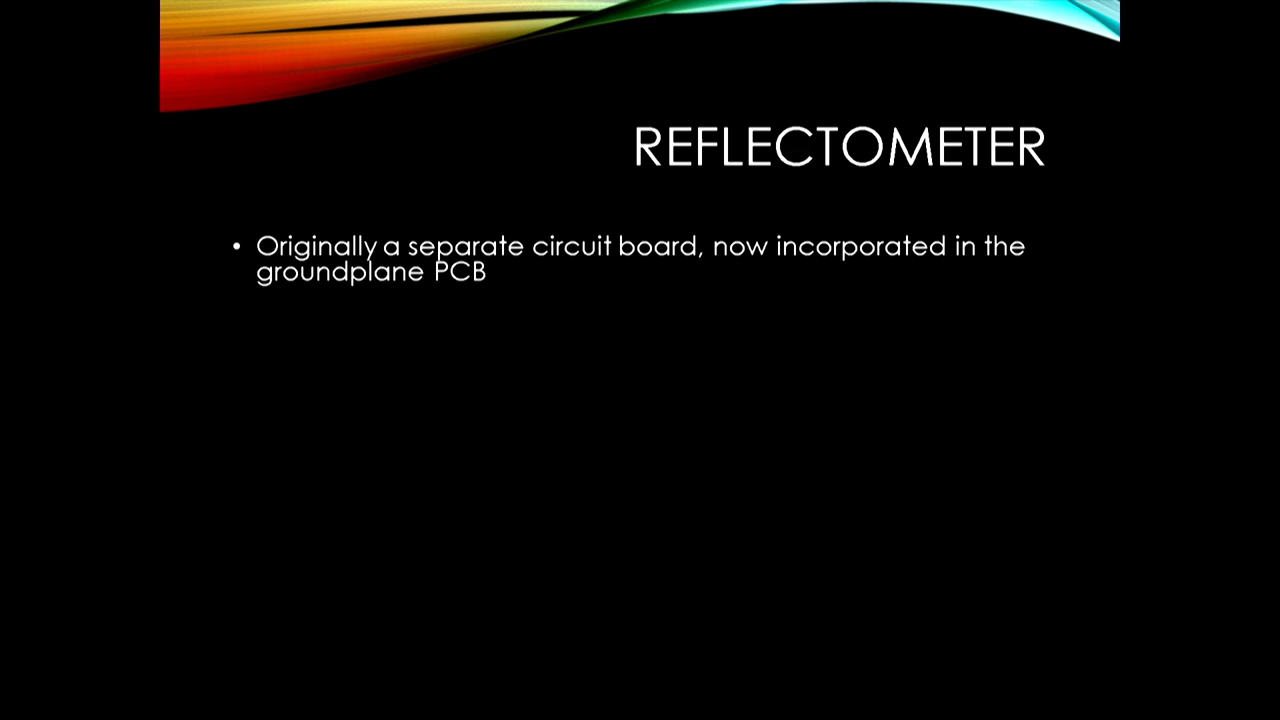 REFLECTOMETER
• Originally a separate circuit board, now incorporated in the
groundplane PCB